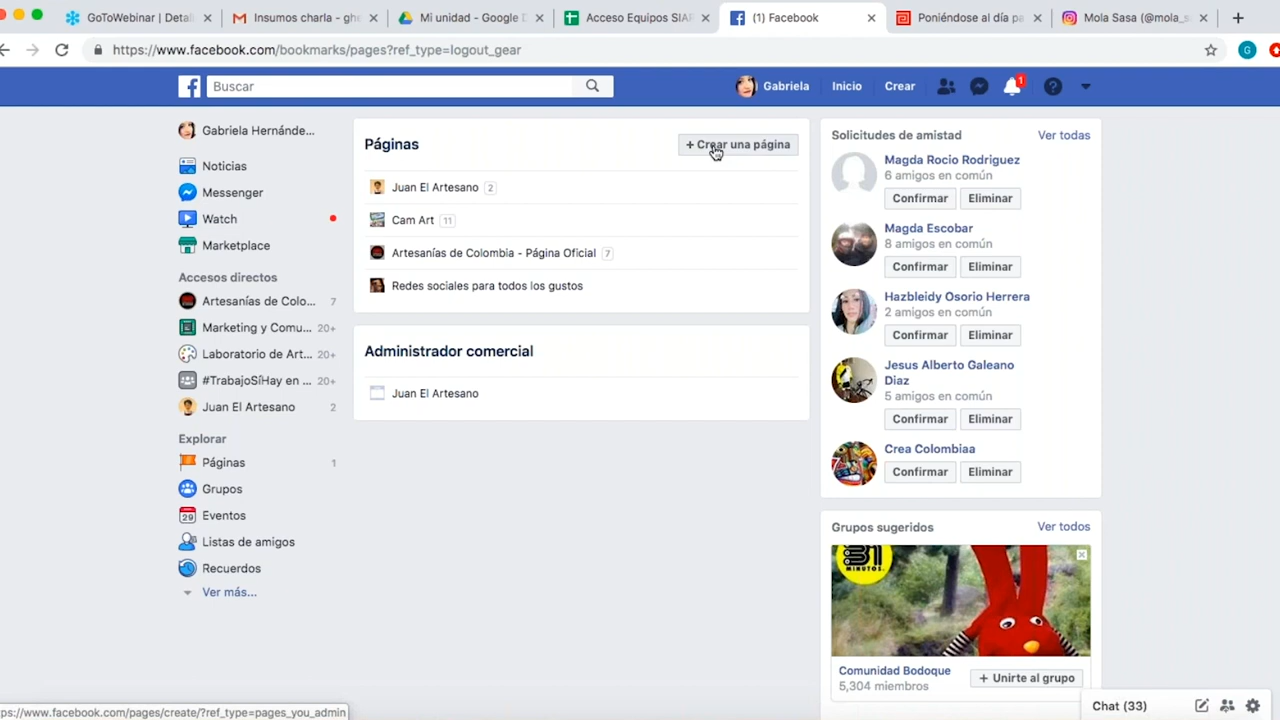 GoToWebinar | Detai
Insumos charla - ghe
Mi unidad - Google D
Acceso Equipos SIAF
(1) Facebook
Poniéndose al día pa
Mola Sasa (@mola_s
https://www.facebook.com/bookmarks/pages?ref_type=logout_gear
G
Buscar
Gabriela
Inicio
Crear
1
Gabriela Hernánde...
Noticias
Messenger
Watch
Marketplace
Accesos directos
Artesanías de Colo... 7
Marketing y Comu... 20+
Laboratorio de Art... 20+
#TrabajoSíHay en ... 20+
Juan El Artesano 2
Explorar
Páginas 1
Grupos
29 Eventos
Listas de amigos
Recuerdos
Ver más...
Páginas
+ Crear una página
Juan El Artesano 2
Cam Art 11
Artesanías de Colombia - Página Oficial 7
Redes sociales para todos los gustos
Administrador comercial
Juan El Artesano
Solicitudes de amistad Ver todas
Magda Rocio Rodriguez
6 amigos en común
Confirmar Eliminar
Magda Escobar
8 amigos en común
Confirmar Eliminar
Hazbleidy Osorio Herrera
2 amigos en común
Confirmar Eliminar
Jesus Alberto Galeano
Diaz
5 amigos en común
Confirmar Eliminar
Crea Colombiaa
Confirmar Eliminar
Grupos sugeridos Ver todos
31
MINUTOS
Comunidad Bodoque
5,304 miembros
+ Unirte al grupo
Chat (33)
ps://www.facebook.com/pages/create/?ref_type=pages_you_admin